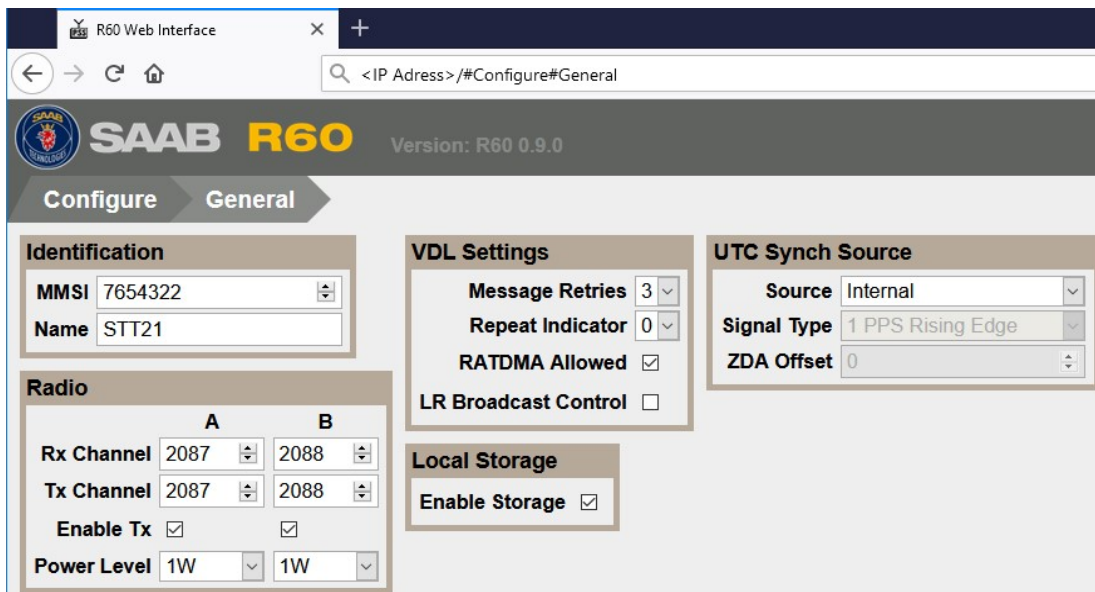 R60 Web Interface
<IP Adress>/#Configure#General
SAAB R60 Version: R60 0.9.0
Configure General
Identification
MMSI 7654322
Name STT21
Radio
A B
Rx Channel 2087 2088
Tx Channel 2087 2088
Enable Tx
Power Level 1W 1W
VDL Settings
Message Retries 3
Repeat Indicator 0
RATDMA Allowed
LR Broadcast Control
Local Storage
Enable Storage
UTC Synch Source
Source Internal
Signal Type 1 PPS Rising Edge
ZDA Offset 0